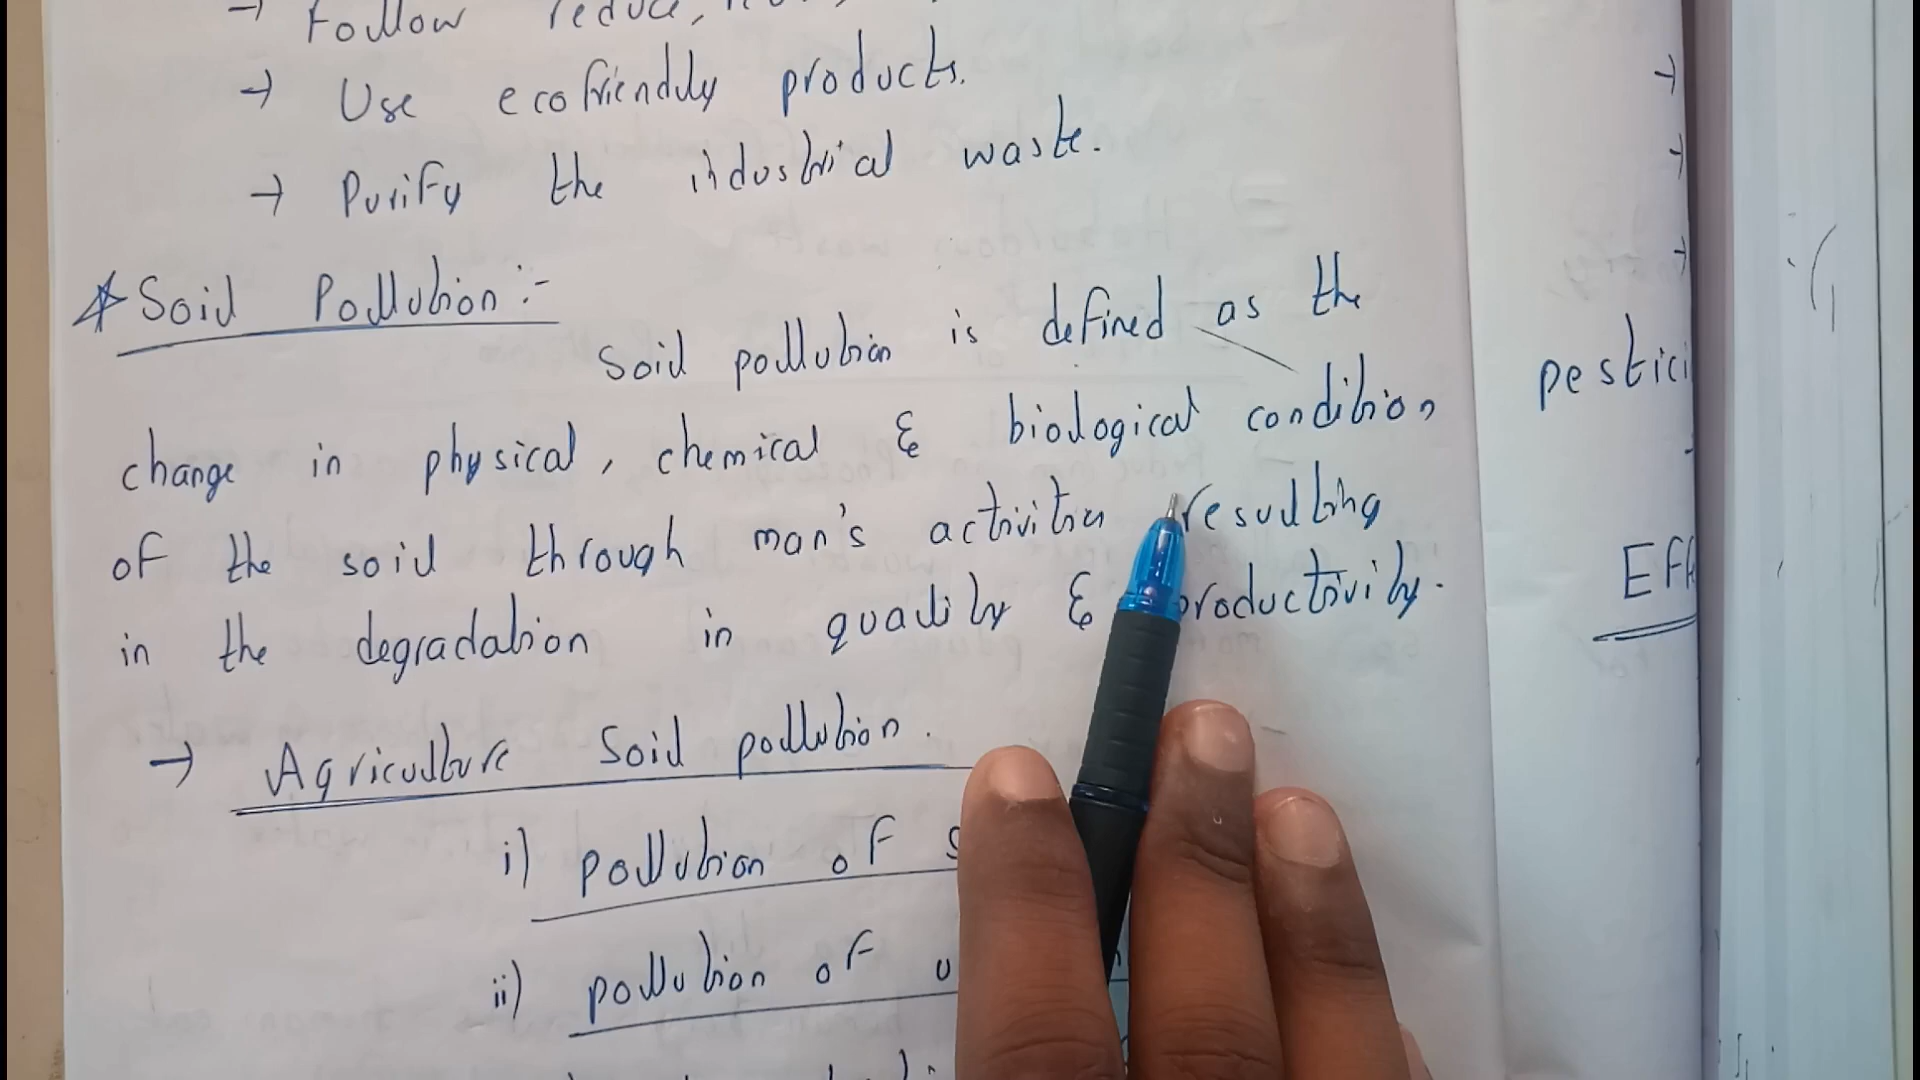 → Follow reduce,
→ Use ecofriendly products.
→ Purify the industrial waste.
* Soil Pollution :-
Soil pollution is defined as the
change in physical, chemical & biological condition
of the soil through man's activities resulting
in the degradation in quality & productivity.
→ Agriculture Soil pollution.
i) pollution of
ii) pollution of
→
→
→
pestici
Eff